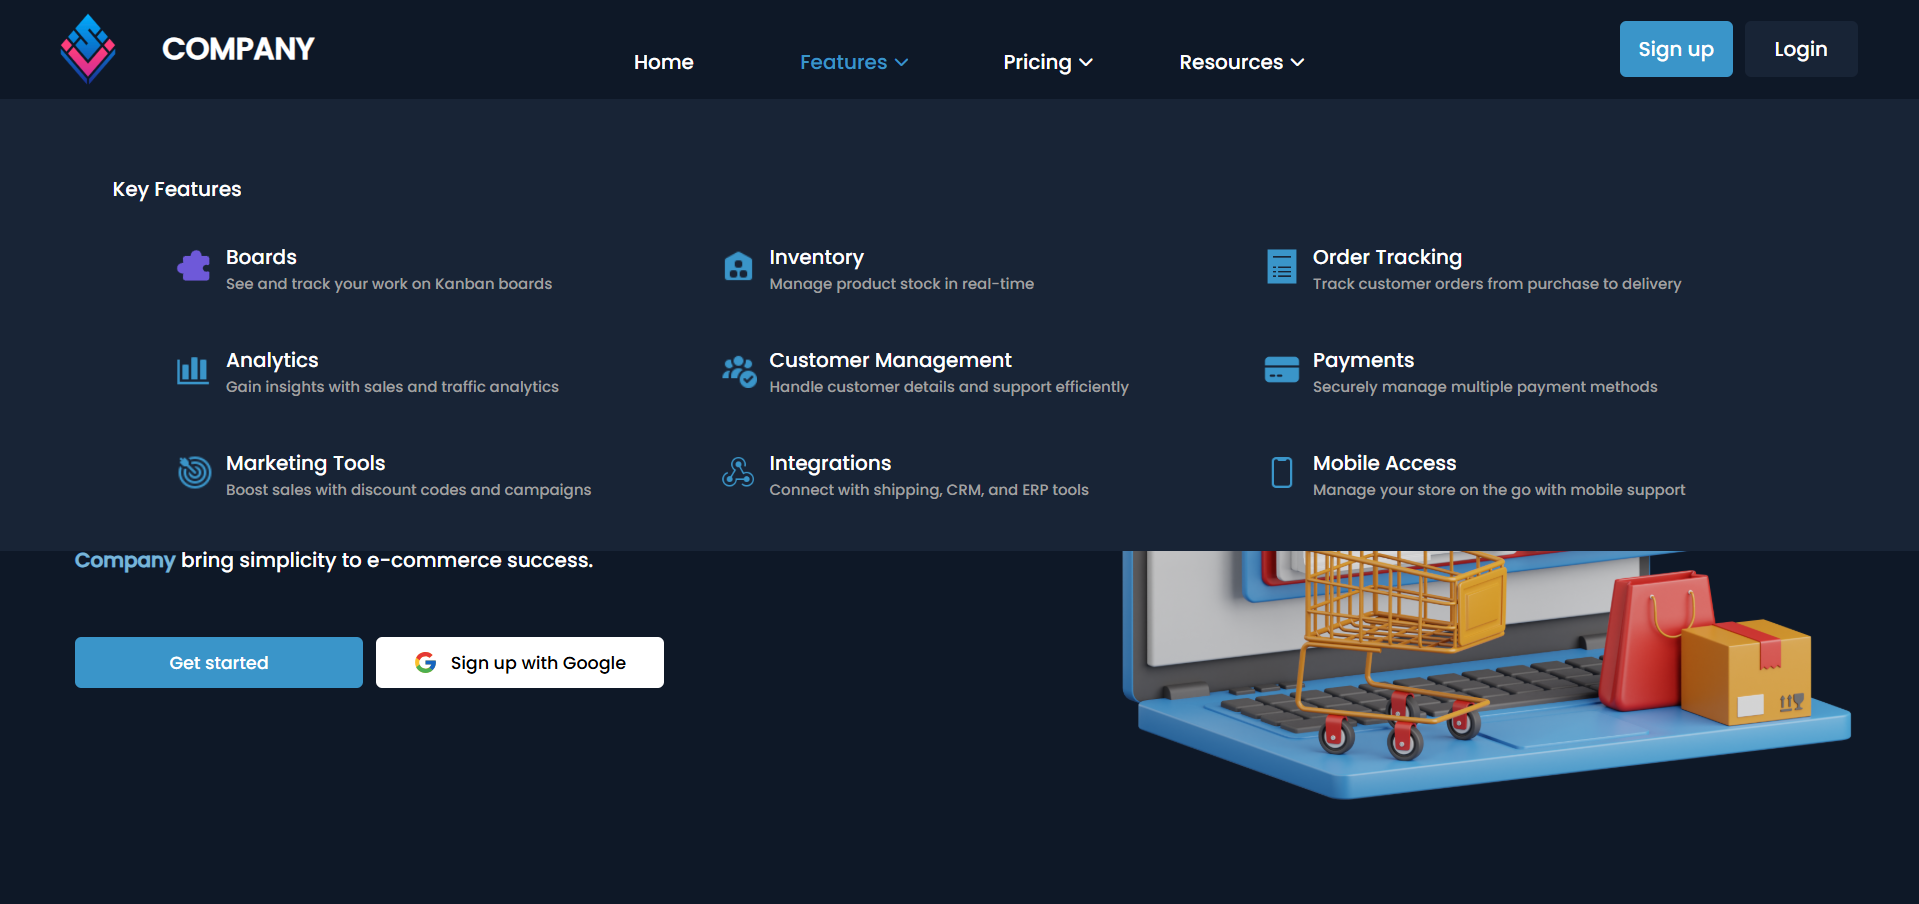 COMPANY
Home
Features
Pricing
Resources
Sign up
Login
Key Features
Boards
See and track your work on Kanban boards
Inventory
Manage product stock in real-time
Order Tracking
Track customer orders from purchase to delivery
Analytics
Gain insights with sales and traffic analytics
Customer Management
Handle customer details and support efficiently
Payments
Securely manage multiple payment methods
Marketing Tools
Boost sales with discount codes and campaigns
Integrations
Connect with shipping, CRM, and ERP tools
Mobile Access
Manage your store on the go with mobile support
Company bring simplicity to e-commerce success.
Get started
Sign up with Google